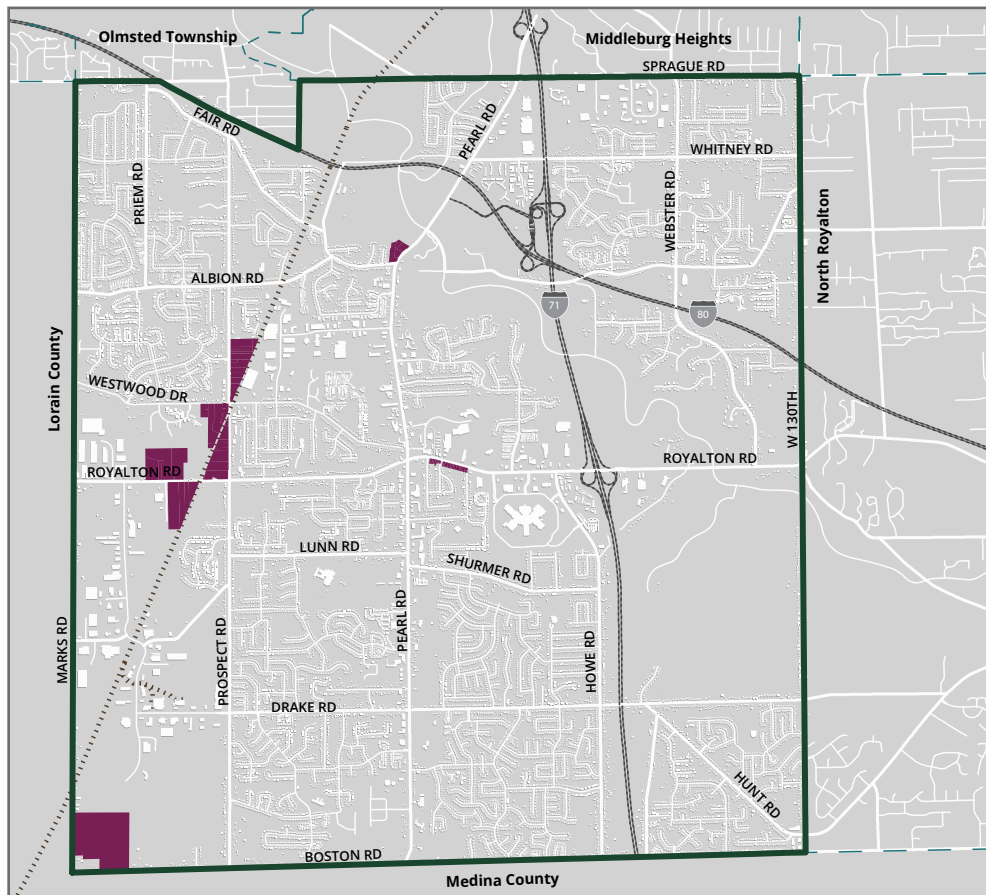 Olmsted Township
Middleburg Heights
SPRAGUE RD
FAIR RD
PEARL RD
WHITNEY RD
PRIEM RD
WEBSTER RD
North Royalton
ALBION RD
71
80
Lorain County
WESTWOOD DR
W 130TH
ROYALTON RD
ROYALTON RD
LUNN RD
SHURMER RD
MARKS RD
PROSPECT RD
PEARL RD
HOWE RD
DRAKE RD
HUNT RD
BOSTON RD
Medina County